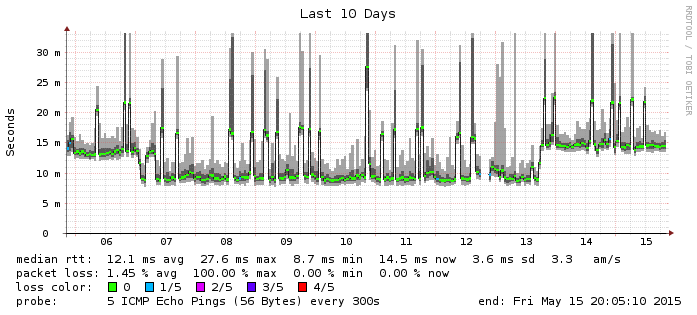 Last 10 Days
RRDTOOL / TOBI OETIKER
Seconds
30 m
25 m
20 m
15 m
10 m
5 m
0
06 07 08 09 10 11 12 13 14 15
median rtt: 12.1 ms avg 27.6 ms max 8.7 ms min 14.5 ms now 3.6 ms sd 3.3 am/s
packet loss: 1.45 % avg 100.00 % max 0.00 % min 0.00 % now
loss color: 0 1/5 2/5 3/5 4/5
probe: 5 ICMP Echo Pings (56 Bytes) every 300s end: Fri May 15 20:05:10 2015